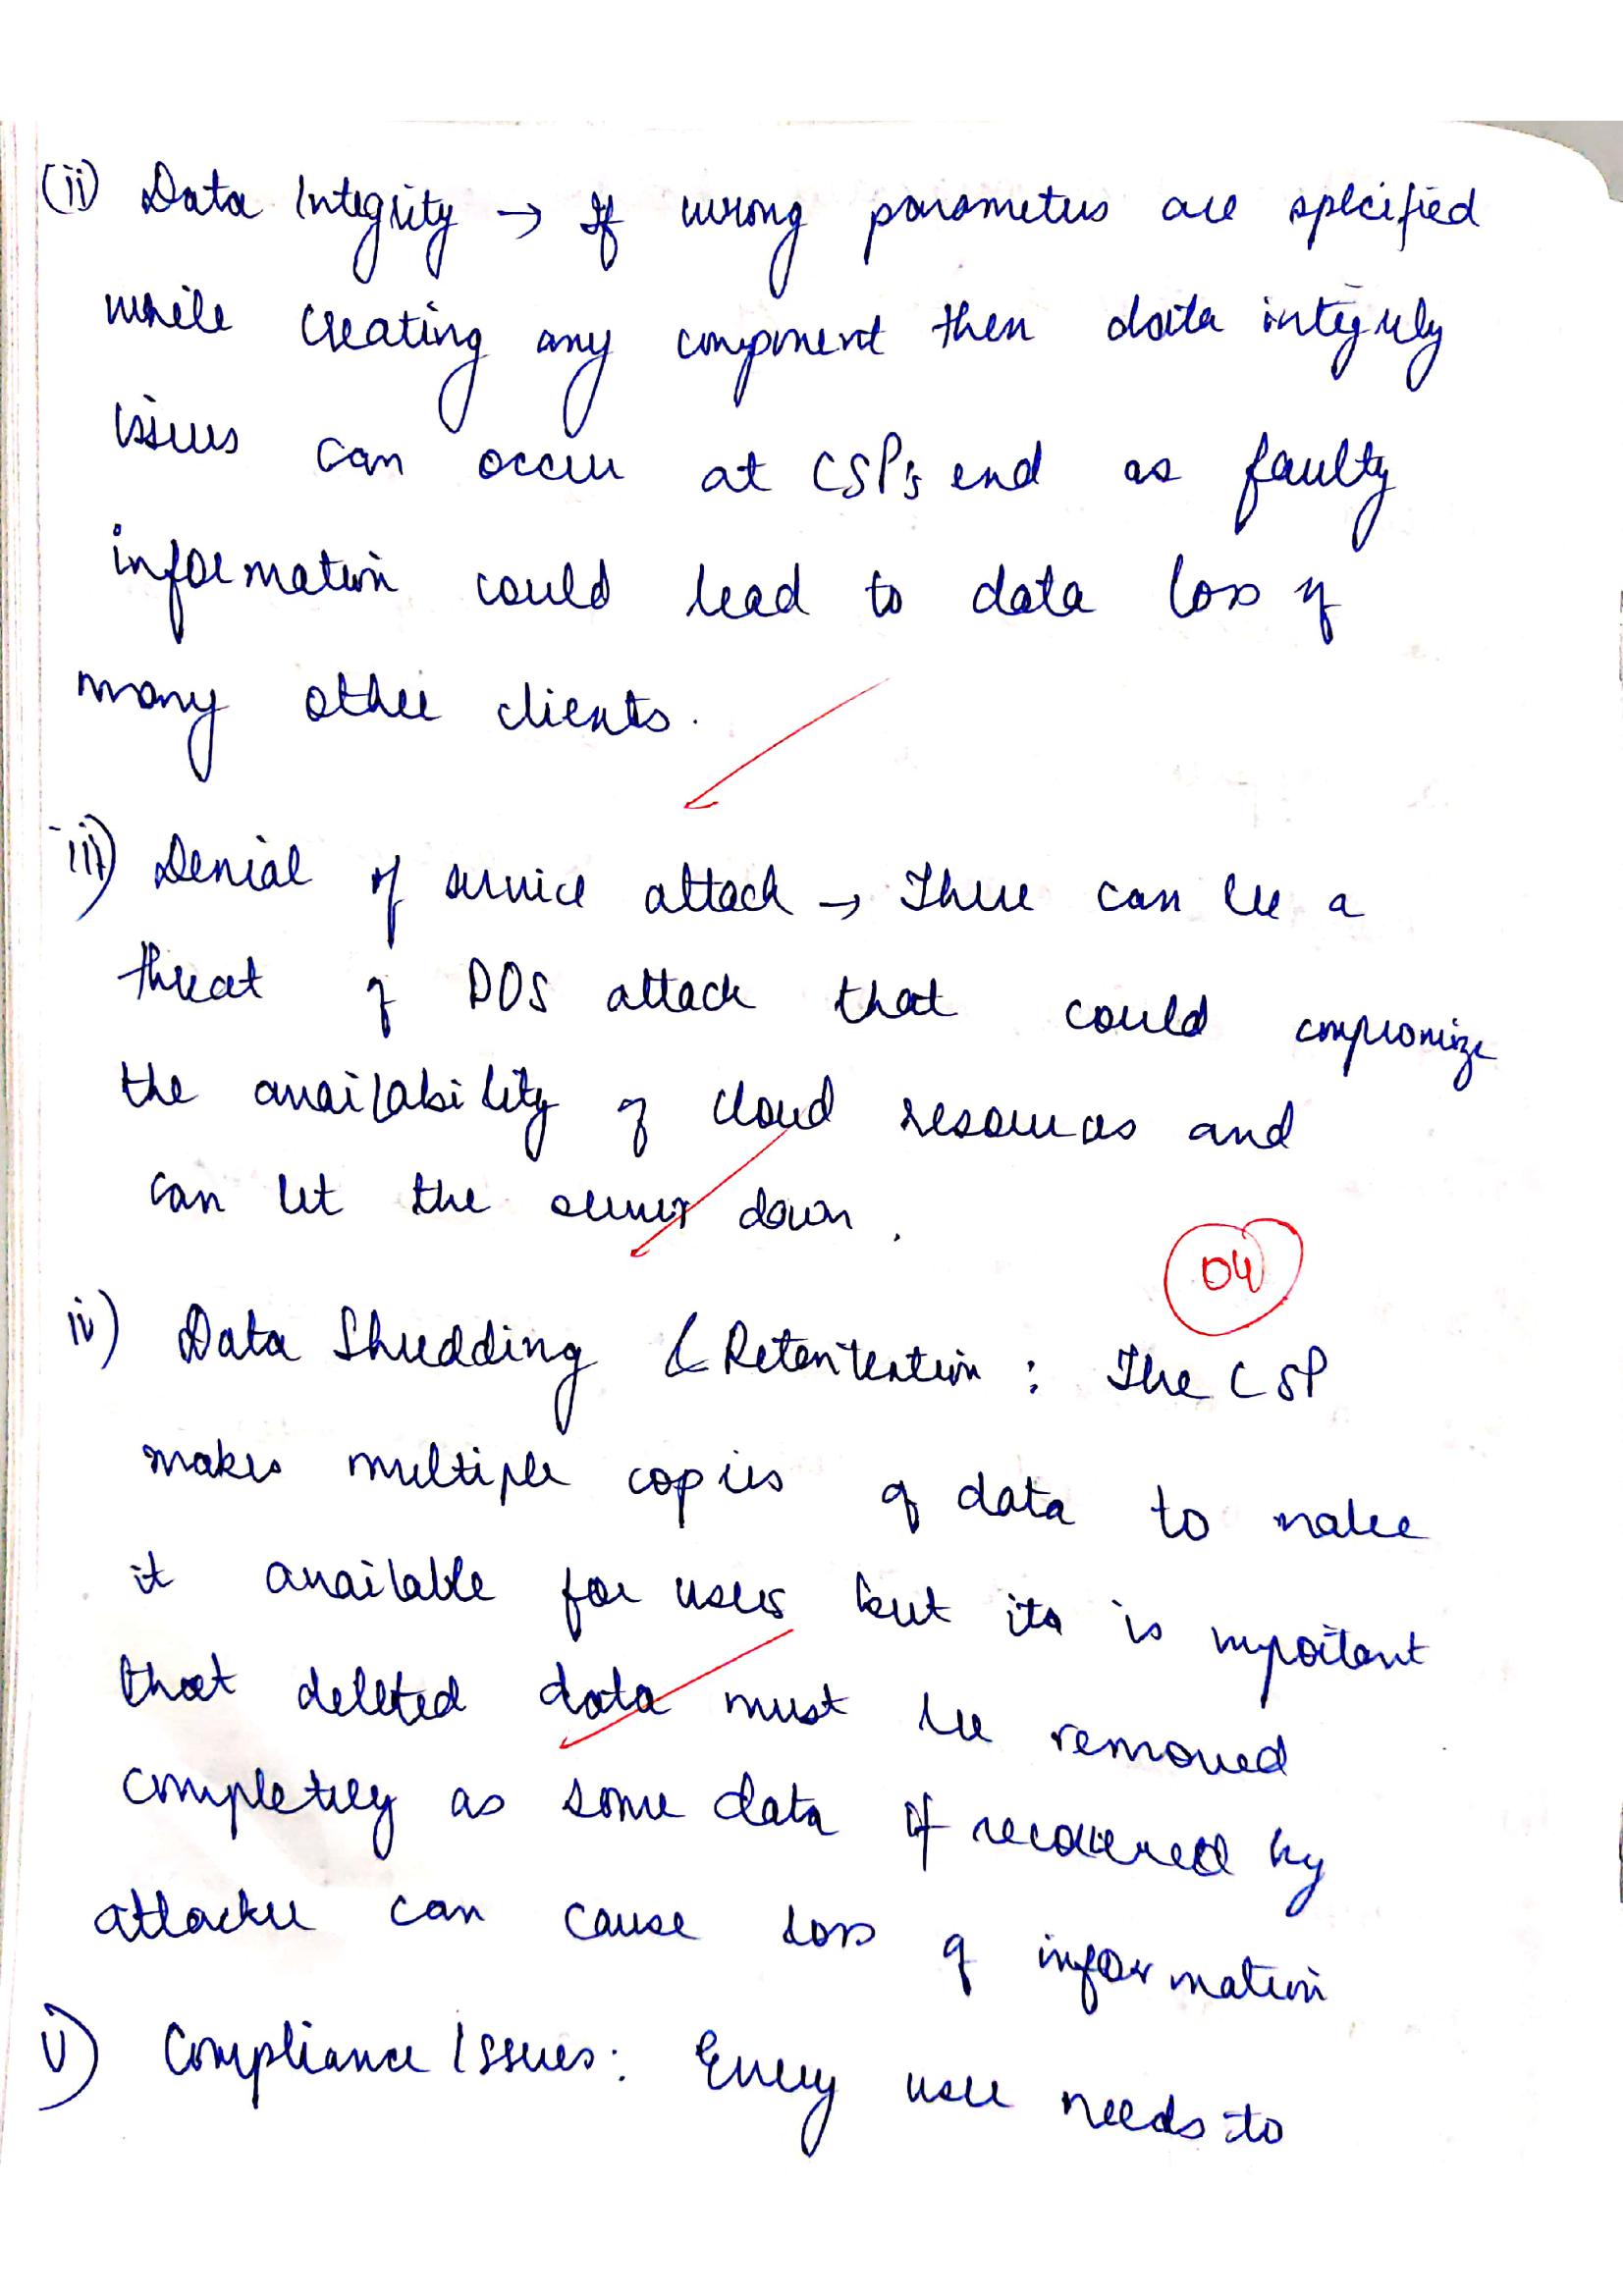 (ii) Data Integrity → If wrong parameters are specified
while creating any component then data integrity
issues can occur at CSP's end as faulty
information could lead to data loss of
many other clients.
iii) Denial of service attack → There can be a
threat of DOS attack that could compromize
the availability of cloud resources and
can let the server down.
04
iv) Data Shredding & Retentention : The CSP
makes multiple copies of data to make
it available for users but its is important
that deleted data must be removed
completely as some data if recovered by
attacker can cause loss of information
v) Compliance Issues: Every user needs to